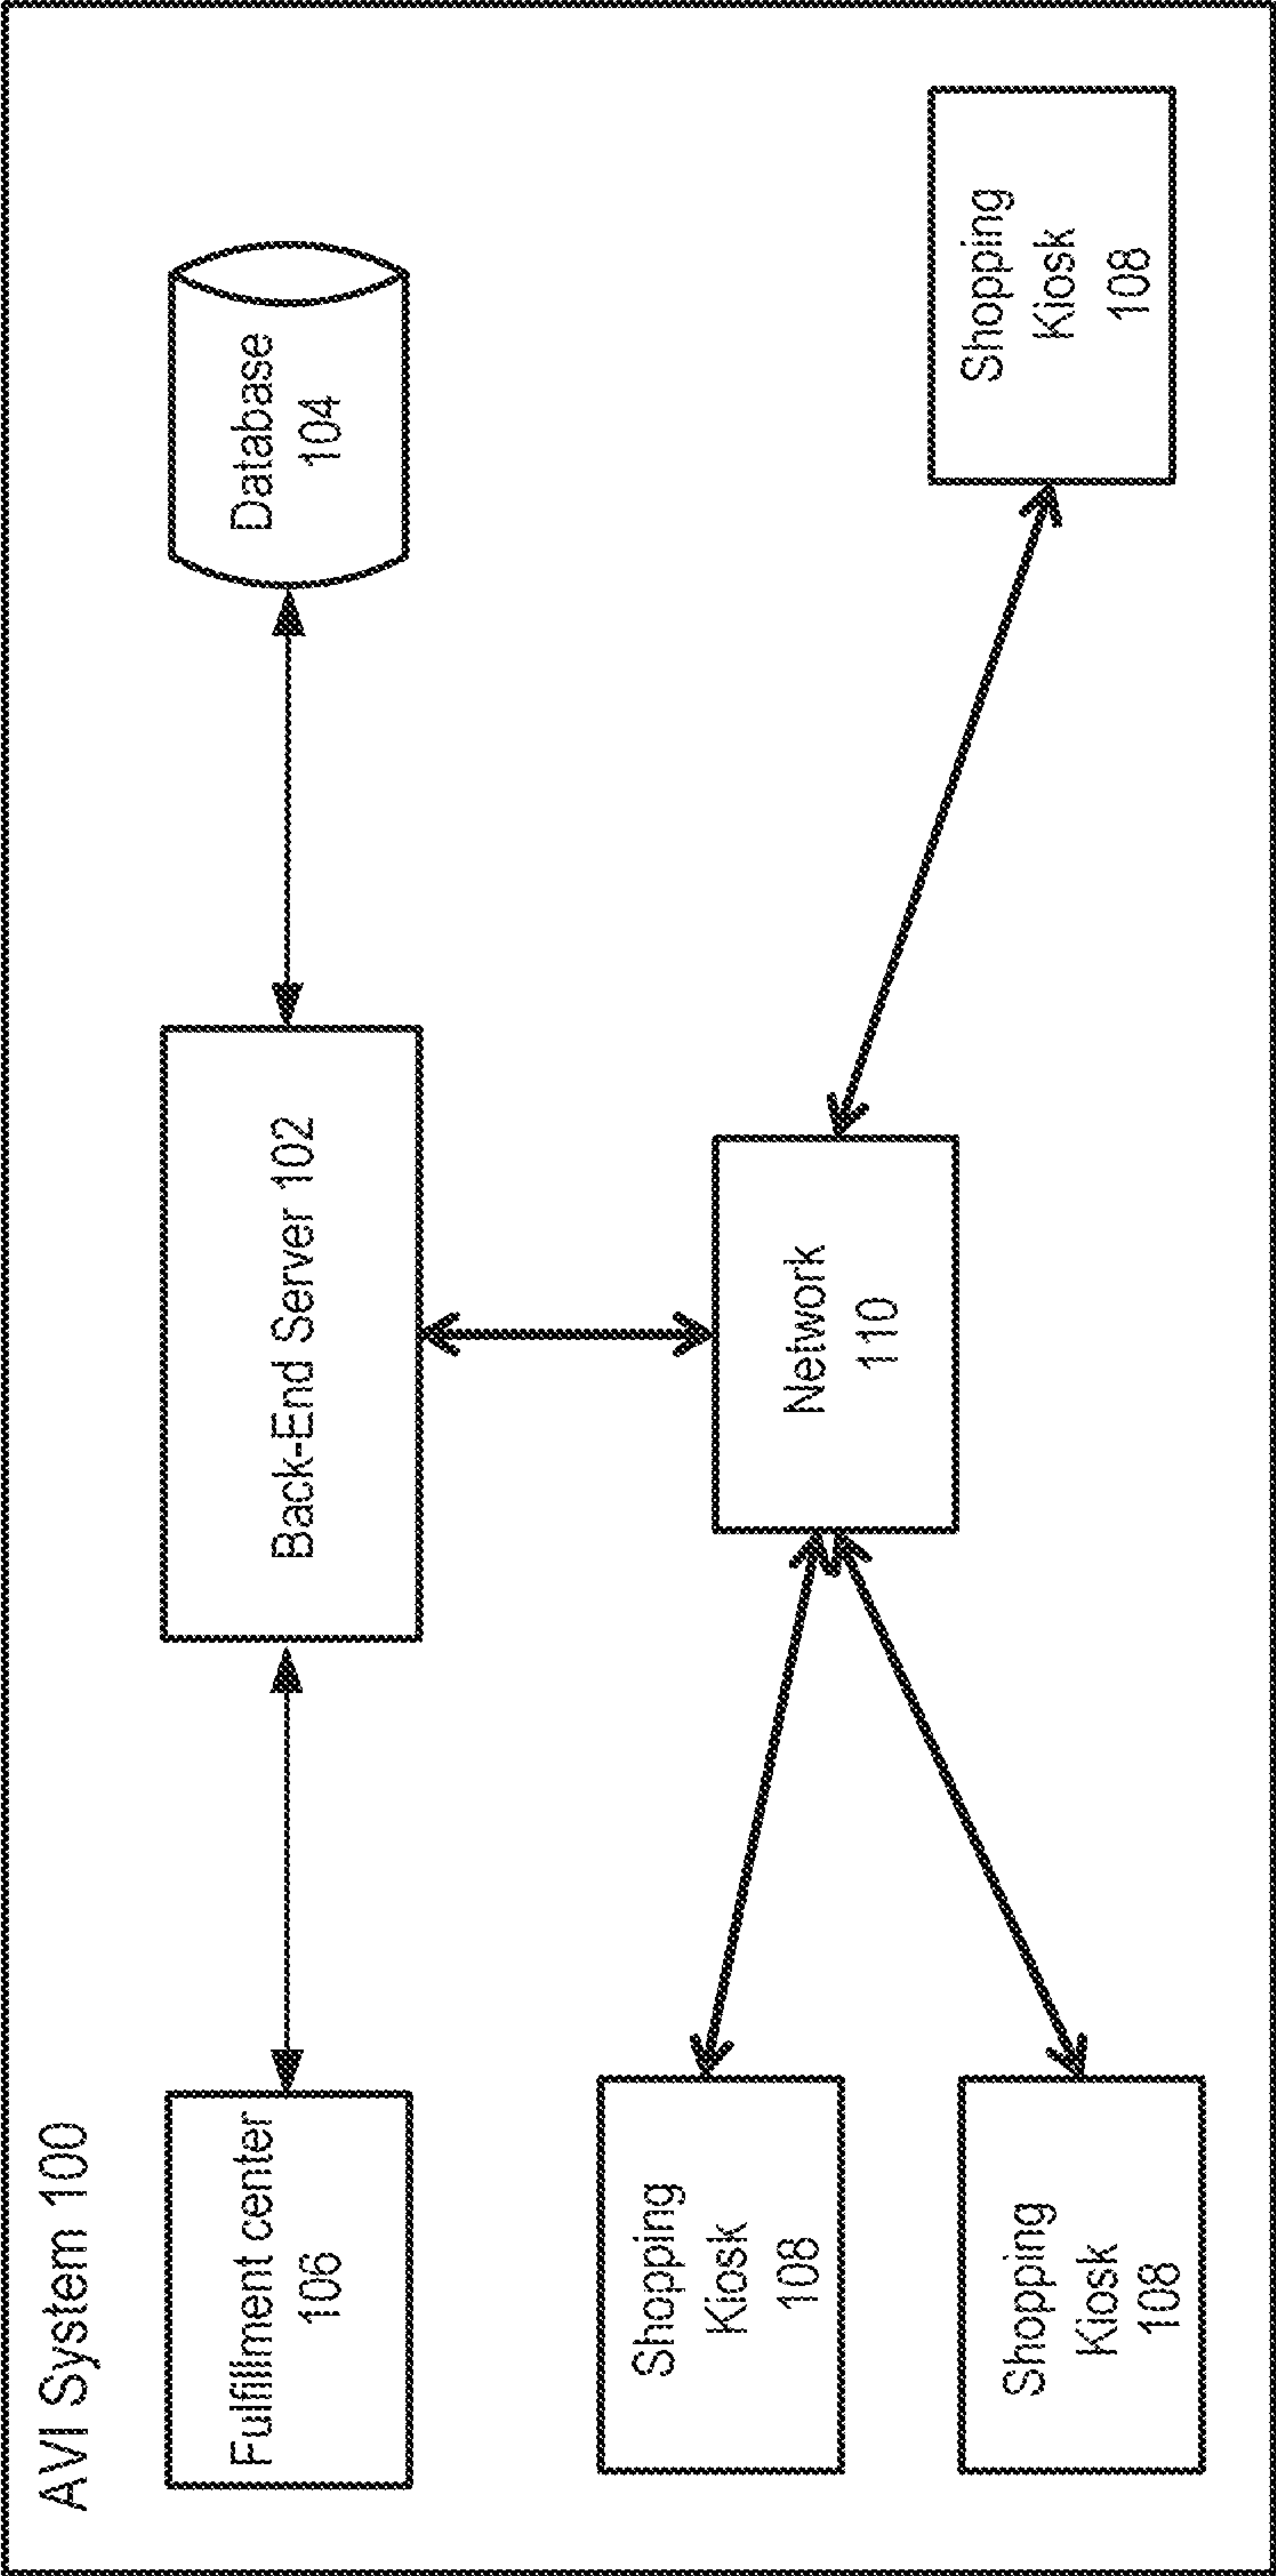 AVI System 100
Fulfillment center
106
Back-End Server 102
Database
104
Shopping
Kiosk
108
Network
110
Shopping
Kiosk
108
Shopping
Kiosk
108